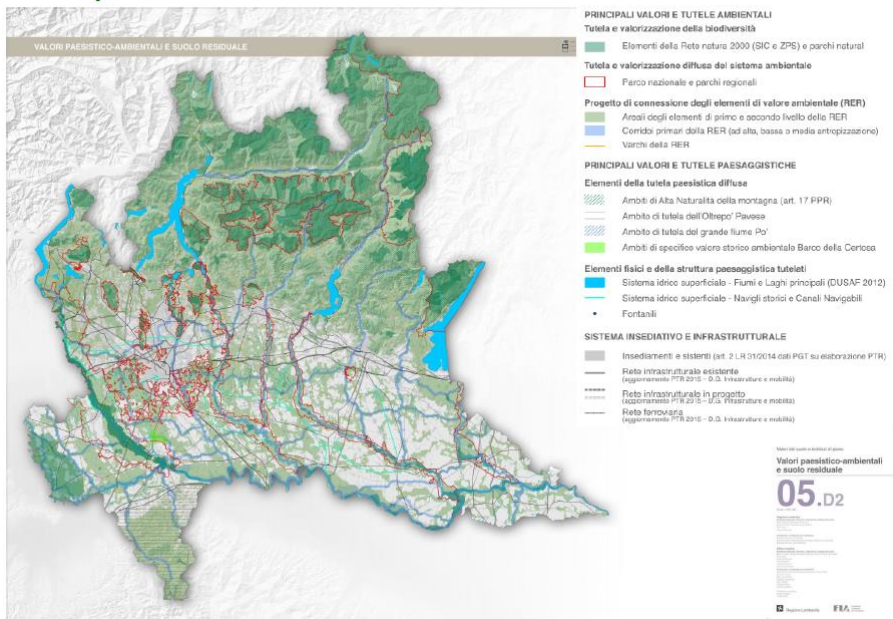 VALORI PAESISTICO-AMBIENTALI E SUOLO RESIDUALE
PRINCIPALI VALORI E TUTELE AMBIENTALI
Tutela e valorizzazione della biodiversità
Elementi della Rete natura 2000 (SIC e ZPS) e parchi natural
Tutela e valorizzazione diffusa del sistema ambientale
Parco nazionale e parchi regionali
Progetto di connessione degli elementi di valore ambientale (RER)
Areali degli elementi di primo e secondo livello della RER
Corridoi primari della RER (ad alta, bassa o media antropizzazione)
Varchi della RER
PRINCIPALI VALORI E TUTELE PAESAGGISTICHE
Elementi della tutela paesistica diffusa
Ambiti di Alta Naturalità della montagna (art. 17 PPR)
Ambito di tutela dell'Oltrepo' Pavese
Ambito di tutela del grande fiume Po'
Ambiti di specifico valore storico ambientale Barco della Certosa
Elementi fisici e della struttura paesaggistica tutelati
Sistema idrico superficiale - Fiumi e Laghi principali (DUSAF 2012)
Sistema idrico superficiale - Navigli storici e Canali Navigabili
Fontanili
SISTEMA INSEDIATIVO E INFRASTRUTTURALE
Insediamenti e sistenti (art. 2 LR 31/2014 dati PGT su elaborazione PTR)
Rete infrastrutturale esistente
(aggiornamento PTR 2015 - D.G. Infrastrutture e mobilità)
Rete infrastrutturale in progetto
(aggiornamento PTR 2015 - D.G. Infrastrutture e mobilità)
Rete ferroviaria
(aggiornamento PTR 2015 - D.G. Infrastrutture e mobilità)
Valori paesistico-ambientali
e suolo residuale
05.D2
Regione Lombardia